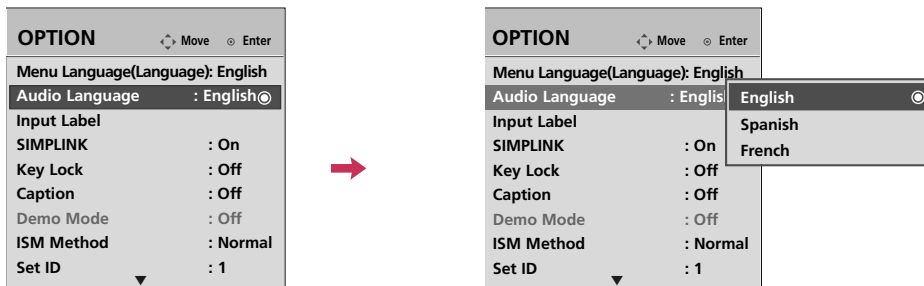 OPTION Move Enter
Menu Language(Language): English
Audio Language : English
Input Label
SIMPLINK : On
Key Lock : Off
Caption : Off
Demo Mode : Off
ISM Method : Normal
Set ID : 1
OPTION Move Enter
Menu Language(Language): English
Audio Language : Englis
Input Label
SIMPLINK : On
Key Lock : Off
Caption : Off
Demo Mode : Off
ISM Method : Normal
Set ID : 1
English
Spanish
French